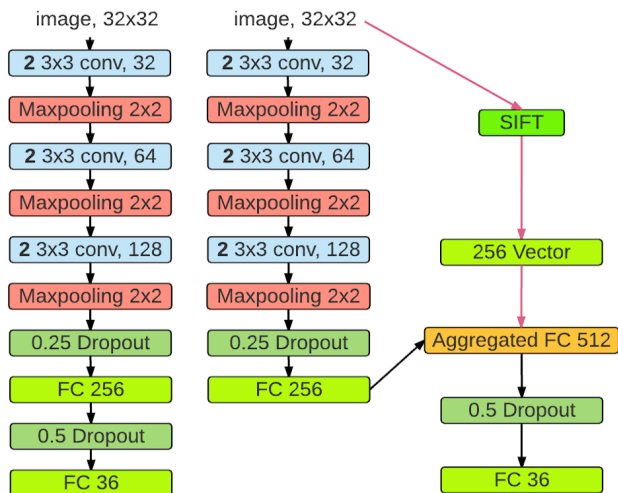 image, 32x32
2 3x3 conv, 32
Maxpooling 2x2
2 3x3 conv, 64
Maxpooling 2x2
2 3x3 conv, 128
Maxpooling 2x2
0.25 Dropout
FC 256
0.5 Dropout
FC 36
image, 32x32
2 3x3 conv, 32
Maxpooling 2x2
2 3x3 conv, 64
Maxpooling 2x2
2 3x3 conv, 128
Maxpooling 2x2
0.25 Dropout
FC 256
SIFT
256 Vector
Aggregated FC 512
0.5 Dropout
FC 36